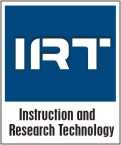 IRT
Instruction and
Research Technology